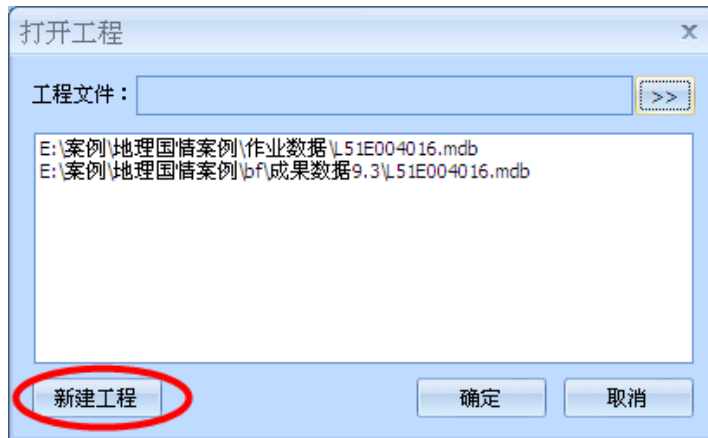 打开工程
工程文件：
>>
E:\案例\地理国情案例\作业数据\L51E004016.mdb
E:\案例\地理国情案例\bf\成果数据9.3\L51E004016.mdb
新建工程
确定
取消